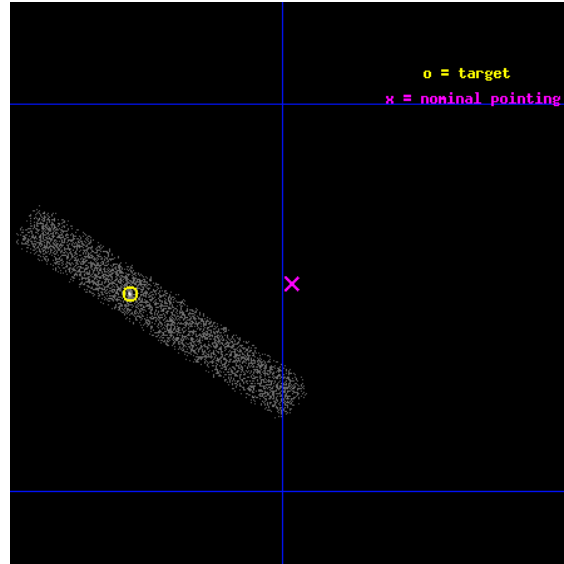 o = target
x = nominal pointing